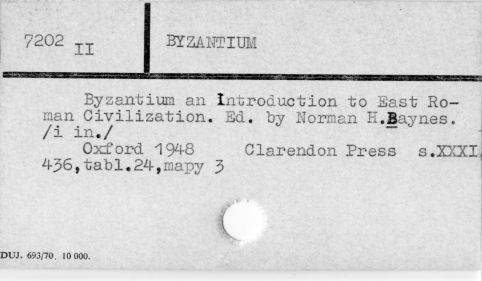 7202 II BYZANTIUM
Byzantium an Introduction to East Ro-
man Civilization. Ed. by Norman H.Baynes.
/i in./
Oxford 1948 Clarendon Press s.XXXI,
436,tabl.24,mapy 3
DUJ. 693/70. 10 000.